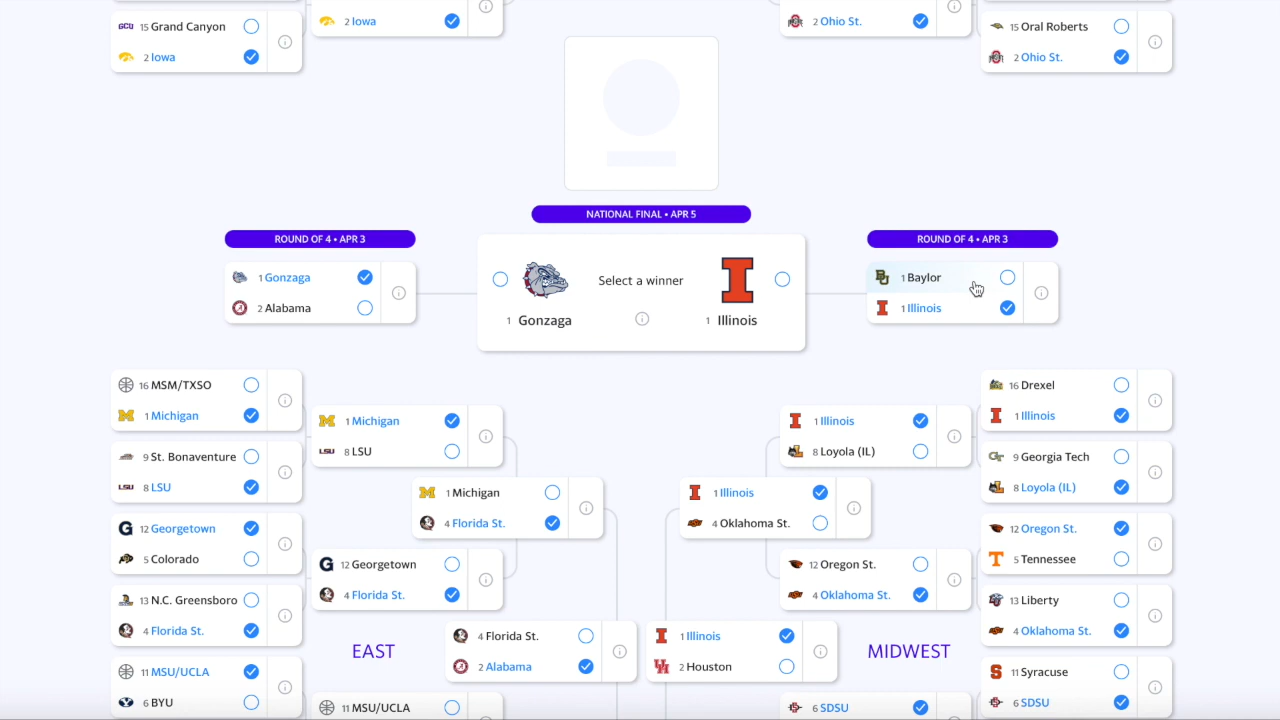 15 Grand Canyon
2 Iowa
2 Iowa
2 Ohio St.
15 Oral Roberts
2 Ohio St.
NATIONAL FINAL • APR 5
ROUND OF 4 • APR 3
1 Gonzaga
2 Alabama
Select a winner
1 Gonzaga
1 Illinois
ROUND OF 4 • APR 3
1 Baylor
1 Illinois
16 MSM/TXSO
1 Michigan
9 St. Bonaventure
8 LSU
12 Georgetown
5 Colorado
13 N.C. Greensboro
4 Florida St.
11 MSU/UCLA
6 BYU
1 Michigan
8 LSU
12 Georgetown
4 Florida St.
11 MSU/UCLA
1 Michigan
4 Florida St.
EAST
4 Florida St.
2 Alabama
1 Illinois
2 Houston
MIDWEST
1 Illinois
4 Oklahoma St.
1 Illinois
8 Loyola (IL)
12 Oregon St.
4 Oklahoma St.
6 SDSU
16 Drexel
1 Illinois
9 Georgia Tech
8 Loyola (IL)
12 Oregon St.
5 Tennessee
13 Liberty
4 Oklahoma St.
11 Syracuse
6 SDSU